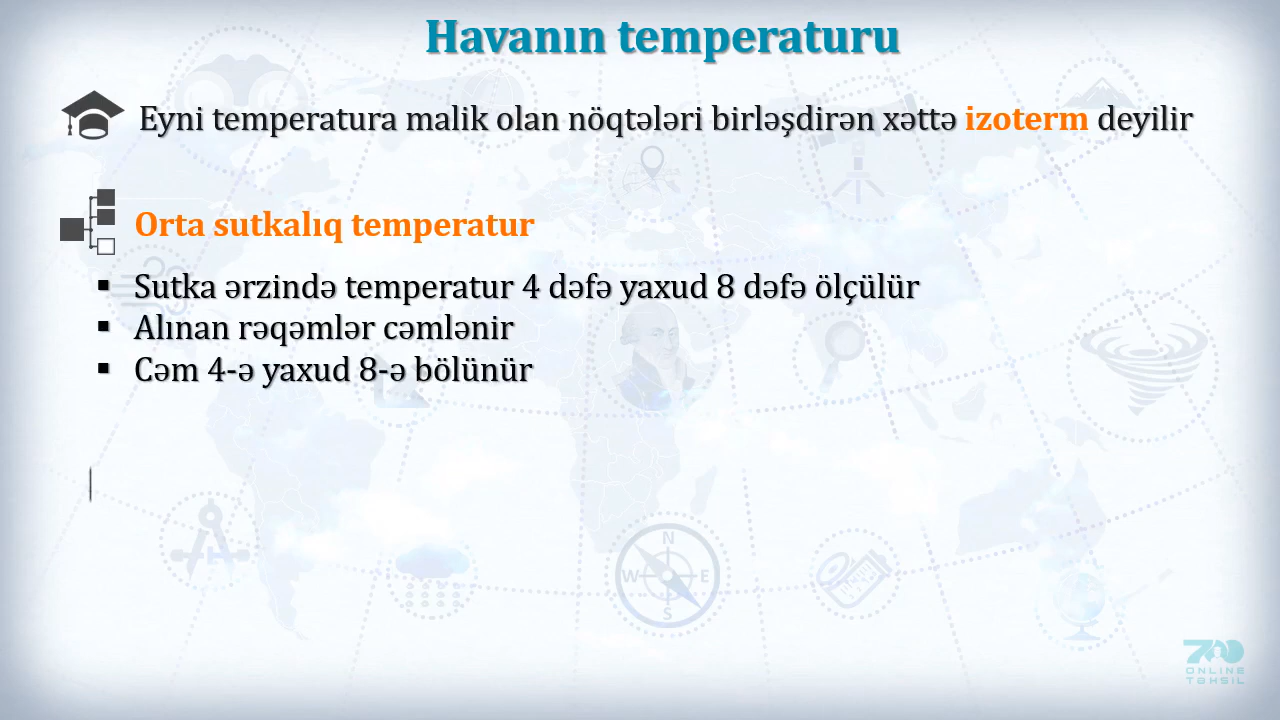 Havanın temperaturu
Eyni temperatura malik olan nöqtələri birləşdirən xəttə izoterm deyilir
Orta sutkalıq temperatur
▪ Sutka ərzində temperatur 4 dəfə yaxud 8 dəfə ölçülür
▪ Alınan rəqəmlər cəmlənir
▪ Cəm 4-ə yaxud 8-ə bölünür
N
W E
S
700
ONLINE
TƏHSİL